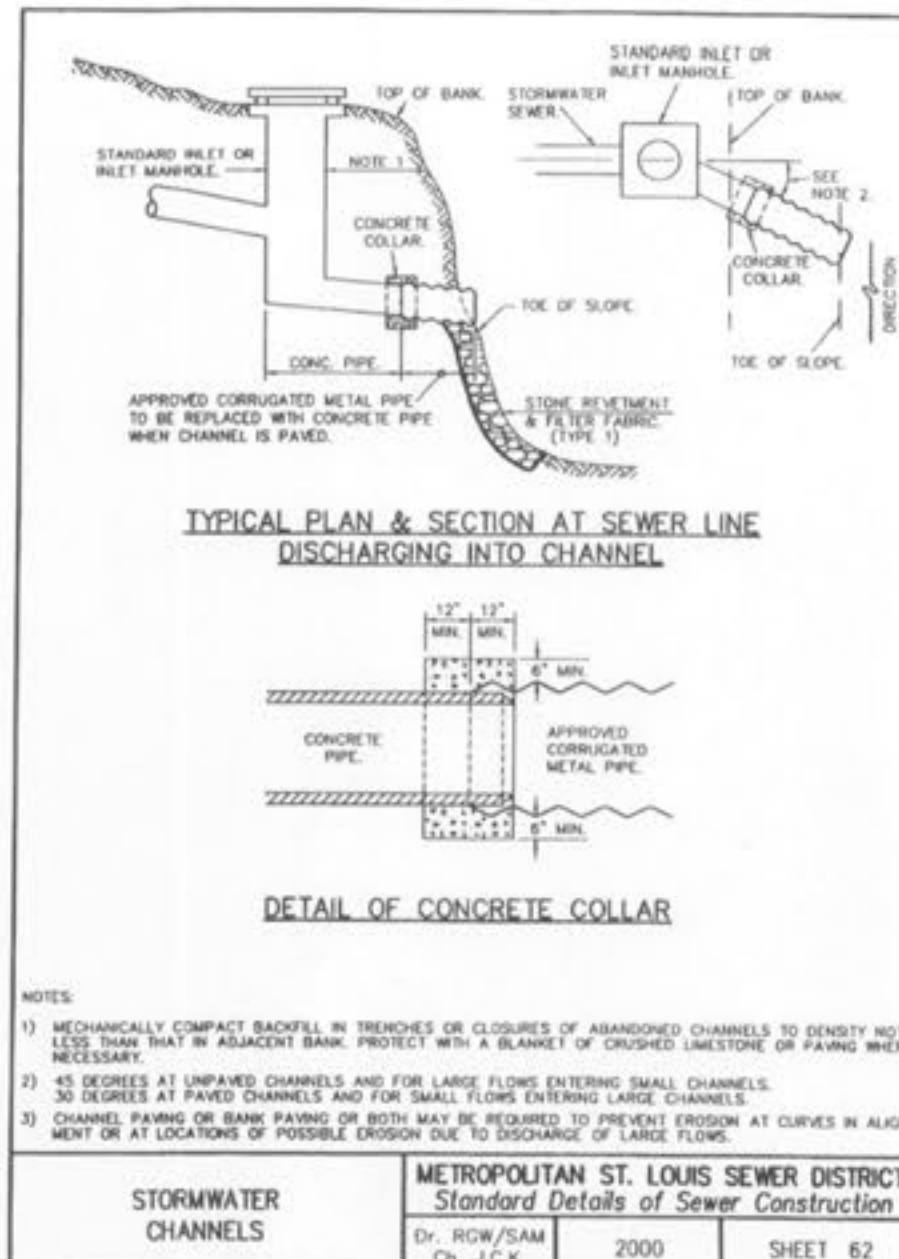 TOP OF BANK.
STANDARD INLET OR
INLET MANHOLE.
NOTE 1
CONCRETE
COLLAR.
TOE OF SLOPE
CONC. PIPE.
APPROVED CORRUGATED METAL PIPE
TO BE REPLACED WITH CONCRETE PIPE
WHEN CHANNEL IS PAVED.
STONE REVETMENT
& FILTER FABRIC.
(TYPE 1)
STANDARD INLET OR
INLET MANHOLE.
STORMWATER
SEWER.
TOP OF BANK.
SEE
NOTE 2.
CONCRETE
COLLAR.
DIRECTION
TOE OF SLOPE.
TYPICAL PLAN & SECTION AT SEWER LINE
DISCHARGING INTO CHANNEL
12" 12"
MIN. MIN.
6" MIN.
CONCRETE
PIPE.
APPROVED
CORRUGATED
METAL PIPE.
6" MIN.
DETAIL OF CONCRETE COLLAR
NOTES:
1) MECHANICALLY COMPACT BACKFILL IN TRENCHES OR CLOSURES OF ABANDONED CHANNELS TO DENSITY NOT
LESS THAN THAT IN ADJACENT BANK. PROTECT WITH A BLANKET OF CRUSHED LIMESTONE OR PAVING WHE
NECESSARY.
2) 45 DEGREES AT UNPAVED CHANNELS AND FOR LARGE FLOWS ENTERING SMALL CHANNELS.
30 DEGREES AT PAVED CHANNELS AND FOR SMALL FLOWS ENTERING LARGE CHANNELS.
3) CHANNEL PAVING OR BANK PAVING OR BOTH MAY BE REQUIRED TO PREVENT EROSION AT CURVES IN ALIG
MENT OR AT LOCATIONS OF POSSIBLE EROSION DUE TO DISCHARGE OF LARGE FLOWS.
STORMWATER
CHANNELS
METROPOLITAN ST. LOUIS SEWER DISTRICT
Standard Details of Sewer Construction
Dr. RGW/SAM
Ch. J.C.K.
2000
SHEET 62